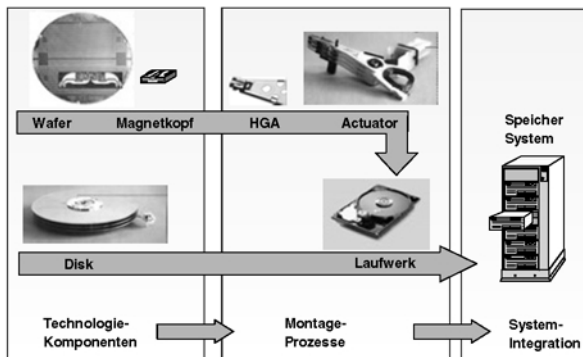 Wafer Magnetkopf HGA Actuator
Speicher
System
Disk Laufwerk
Technologie-
Komponenten
Montage-
Prozesse
System-
Integration